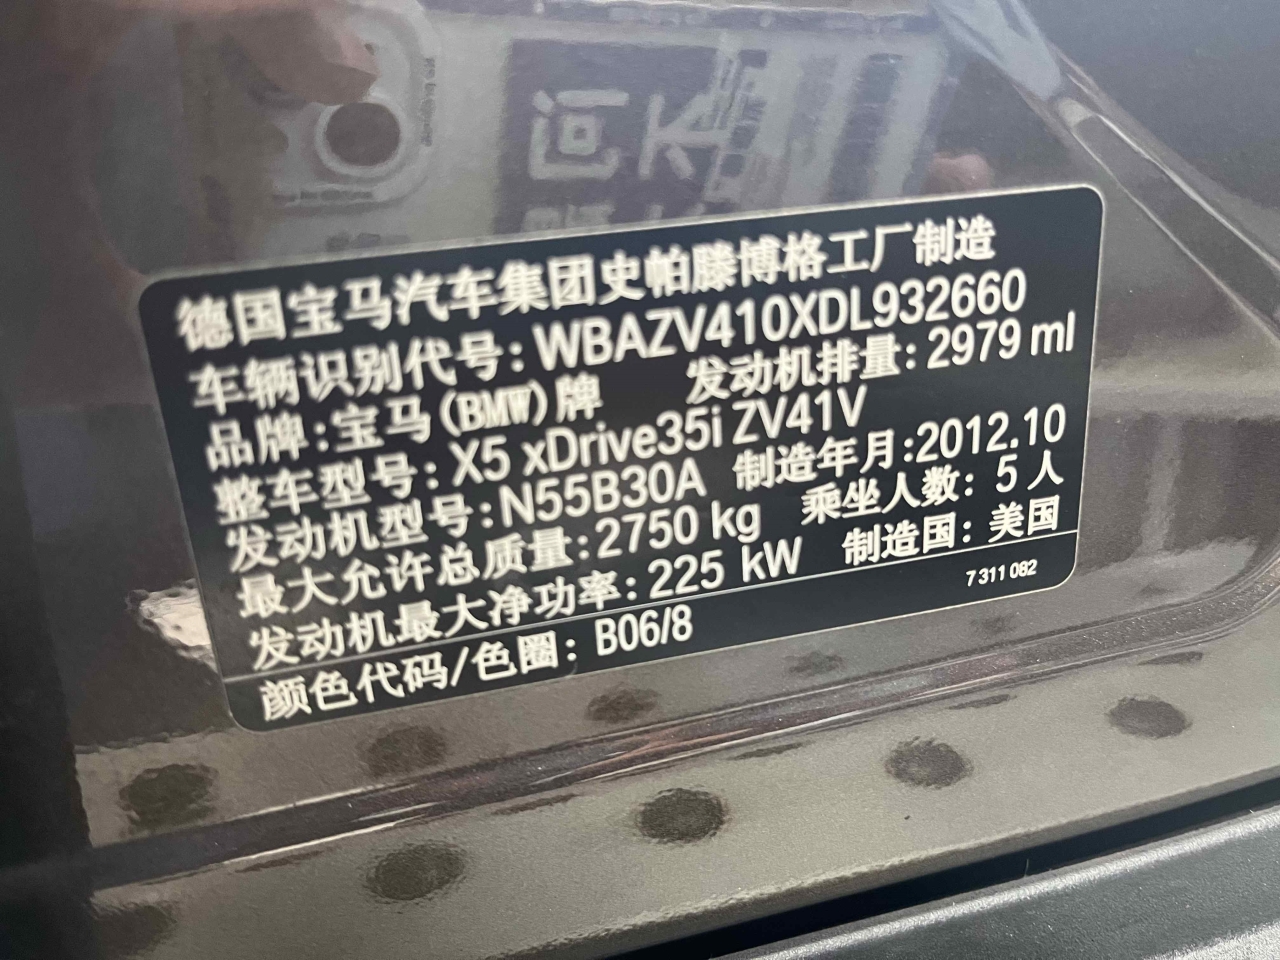 德国宝马汽车集团史帕滕博格工厂制造
车辆识别代号：WBAZV410XDL932660
品牌：宝马(BMW)牌 发动机排量：2979 ml
整车型号：X5 xDrive35i ZV41V
发动机型号：N55B30A 制造年月：2012.10
最大允许总质量：2750 kg 乘坐人数：5 人
发动机最大净功率：225 kW 制造国：美国
7 311 082
颜色代码/色圈：B06/8